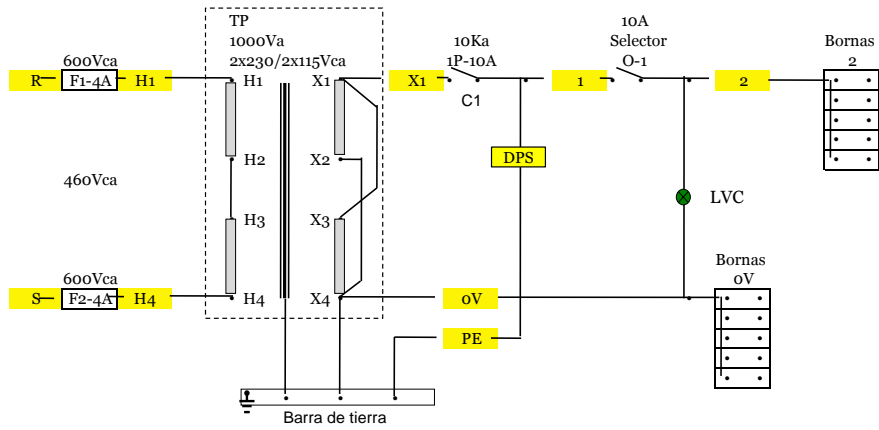 TP
1000Va
2x230/2x115Vca
600Vca
R F1-4A H1
H1 X1
X1
10Ka
1P-10A
C1
10A
Selector
O-1
1
2
Bornas
2
H2 X2
DPS
460Vca
LVC
H3 X3
600Vca
S F2-4A H4
H4 X4
0V
Bornas
0V
PE
Barra de tierra